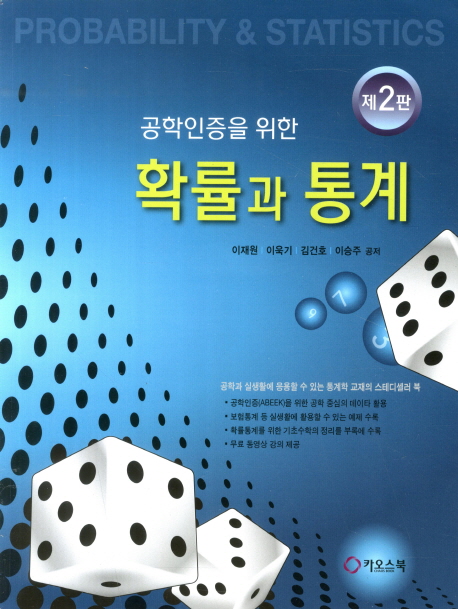 PROBABILITY & STATISTICS
제2판
공학인증을 위한
확률과 통계
이재원 | 이욱기 | 김건호 | 이승주 공저
9
7
3
공학과 실생활에 응용할 수 있는 통계학 교재의 스테디셀러 북
• 공학인증(ABEEK)을 위한 공학 중심의 데이타 활용
• 보험통계 등 실생활에 활용할 수 있는 예제 수록
• 확률통계를 위한 기초수학의 정리를 부록에 수록
• 무료 동영상 강의 제공
카오스북